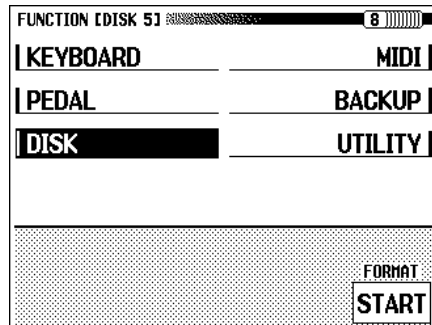 FUNCTION [DISK 5] 8
KEYBOARD MIDI
PEDAL BACKUP
DISK UTILITY
FORMAT
START